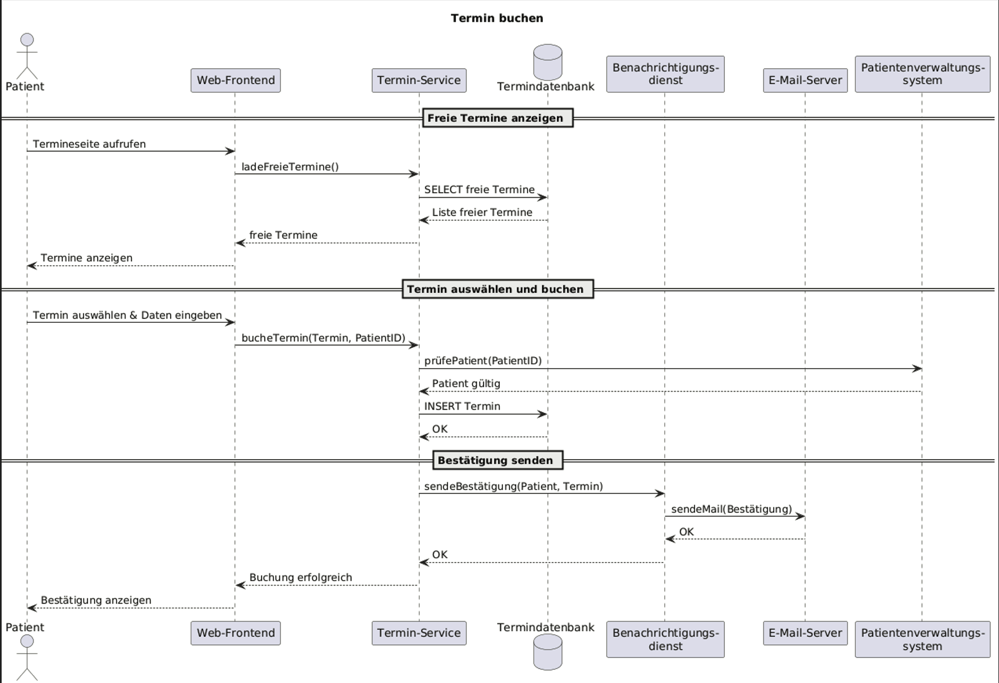 Termin buchen
Patient
Web-Frontend
Termin-Service
Termindatenbank
Benachrichtigungs-
dienst
E-Mail-Server
Patientenverwaltungs-
system
Freie Termine anzeigen
Termineseite aufrufen
ladeFreieTermine()
SELECT freie Termine
Liste freier Termine
freie Termine
Termine anzeigen
Termin auswählen und buchen
Termin auswählen & Daten eingeben
bucheTermin(Termin, PatientID)
prüfePatient(PatientID)
Patient gültig
INSERT Termin
OK
Bestätigung senden
sendeBestätigung(Patient, Termin)
sendeMail(Bestätigung)
OK
OK
Buchung erfolgreich
Bestätigung anzeigen
Patient
Web-Frontend
Termin-Service
Termindatenbank
Benachrichtigungs-
dienst
E-Mail-Server
Patientenverwaltungs-
system